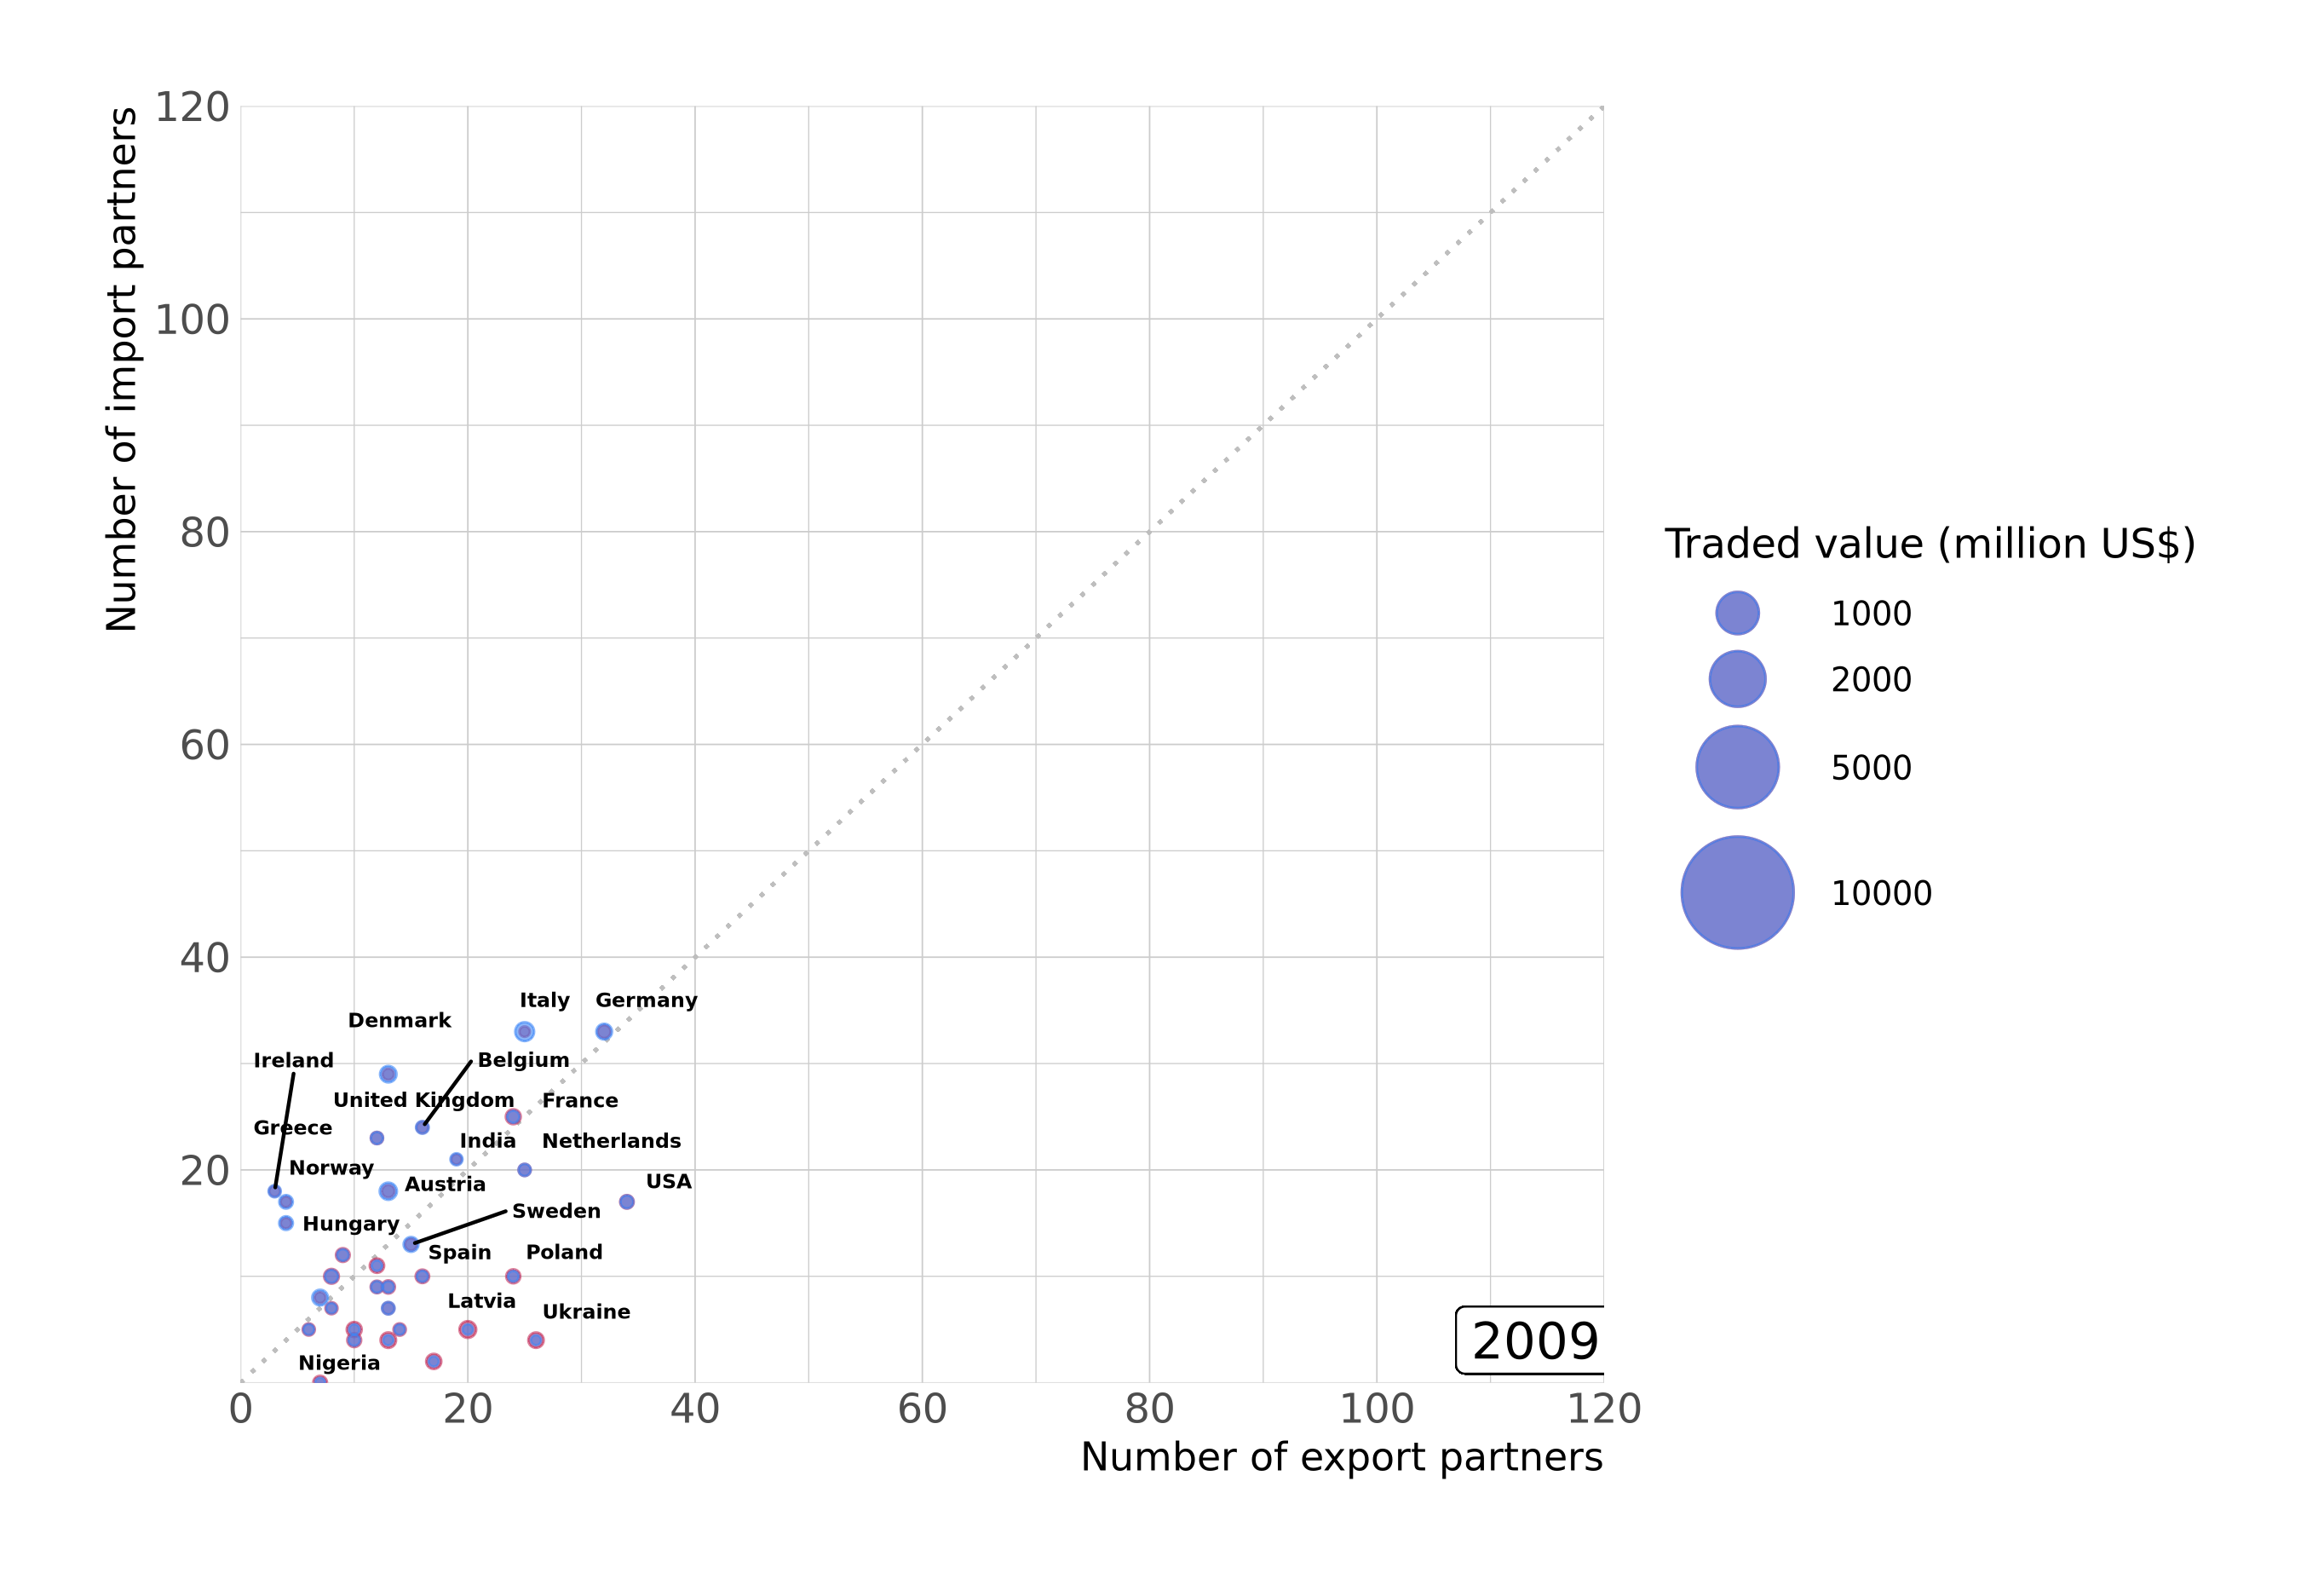 Number of import partners
120
100
80
60
40
20
Italy
Germany
Denmark
Ireland
Belgium
United Kingdom
France
Greece
India
Netherlands
Norway
Austria
USA
Sweden
Hungary
Spain
Poland
Latvia
Ukraine
Nigeria
2009
0 20 40 60 80 100 120
Number of export partners
Traded value (million US$)
1000
2000
5000
10000